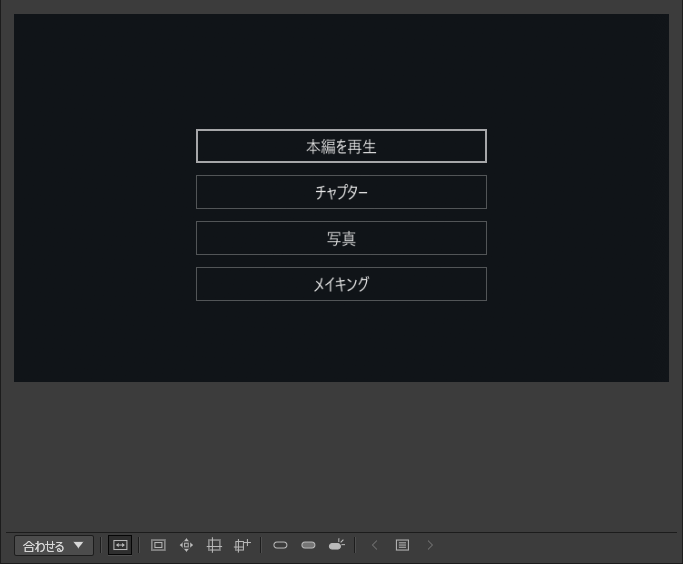 本編を再生
チャプター
写真
メイキング
合わせる